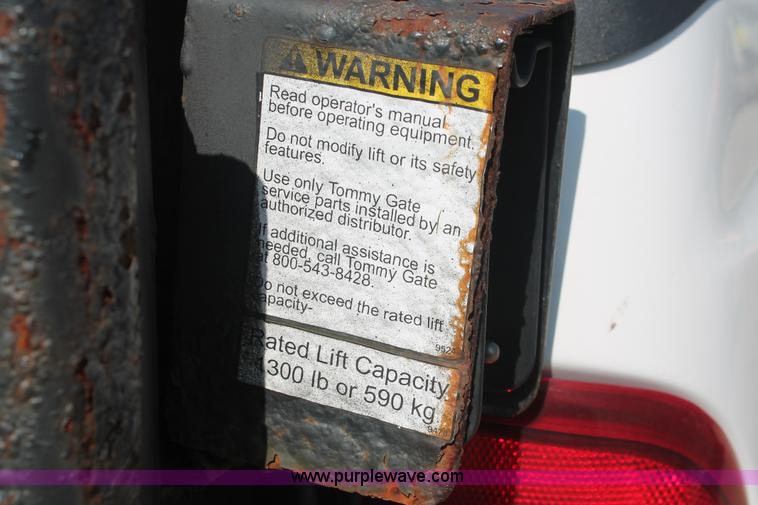 WARNING
Read operator's manual
before operating equipment.
Do not modify lift or its safety
features.
Use only Tommy Gate
service parts installed by an
authorized distributor.
If additional assistance is
needed, call Tommy Gate
at 800-543-8428.
Do not exceed the rated lift
capacity-
Rated Lift Capacity
1300 lb or 590 kg
www.purplewave.com